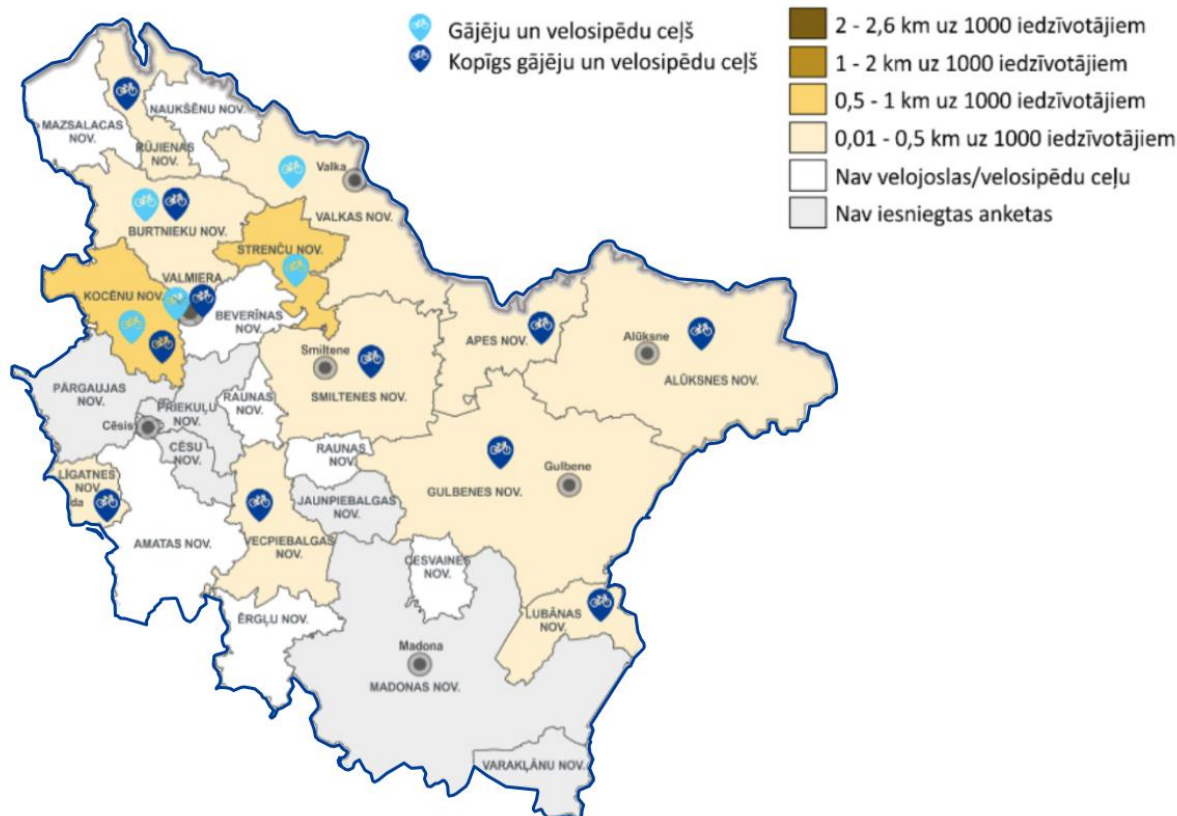 Gājēju un velosipēdu ceļš
Kopīgs gājēju un velosipēdu ceļš
2 - 2,6 km uz 1000 iedzīvotājiem
1 - 2 km uz 1000 iedzīvotājiem
0,5 - 1 km uz 1000 iedzīvotājiem
0,01 - 0,5 km uz 1000 iedzīvotājiem
Nav velojoslas/velosipēdu ceļu
Nav iesniegtas anketas
NAUKŠĒNU NOV.
MAZSALACAS
NOV.
RŪJIENAS
NOV.
Valka
VALKAS NOV.
BURTNIEKU NOV.
STRENČU NOV.
VALMIERA
KOCĒNU NOV.
BEVERĪNAS
NOV.
APES NOV.
Alūksne
ALŪKSNES NOV.
Smiltene
SMILTENES NOV.
PĀRGAUJAS
NOV.
PRIEKUĻU
NOV.
RAUNAS
NOV.
Cēsis
CĒSU
NOV.
RAUNAS
NOV.
Gulbene
GULBENES NOV.
LĪGATNES
NOV.
da
JAUNPIEBALGAS
NOV.
AMATAS NOV.
VECPIEBALGAS
NOV.
CESVAINES
NOV.
LUBĀNAS
NOV.
ĒRGĻU NOV.
Madona
MADONAS NOV.
VARAKĻĀNU NOV.